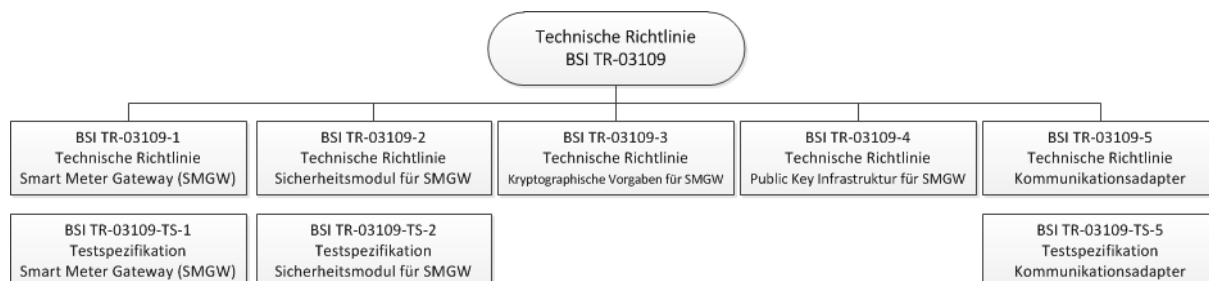 Technische Richtlinie
BSI TR-03109
BSI TR-03109-1
Technische Richtlinie
Smart Meter Gateway (SMGW)
BSI TR-03109-2
Technische Richtlinie
Sicherheitsmodul für SMGW
BSI TR-03109-3
Technische Richtlinie
Kryptographische Vorgaben für SMGW
BSI TR-03109-4
Technische Richtlinie
Public Key Infrastruktur für SMGW
BSI TR-03109-5
Technische Richtlinie
Kommunikationsadapter
BSI TR-03109-TS-1
Testspezifikation
Smart Meter Gateway (SMGW)
BSI TR-03109-TS-2
Testspezifikation
Sicherheitsmodul für SMGW
BSI TR-03109-TS-5
Testspezifikation
Kommunikationsadapter